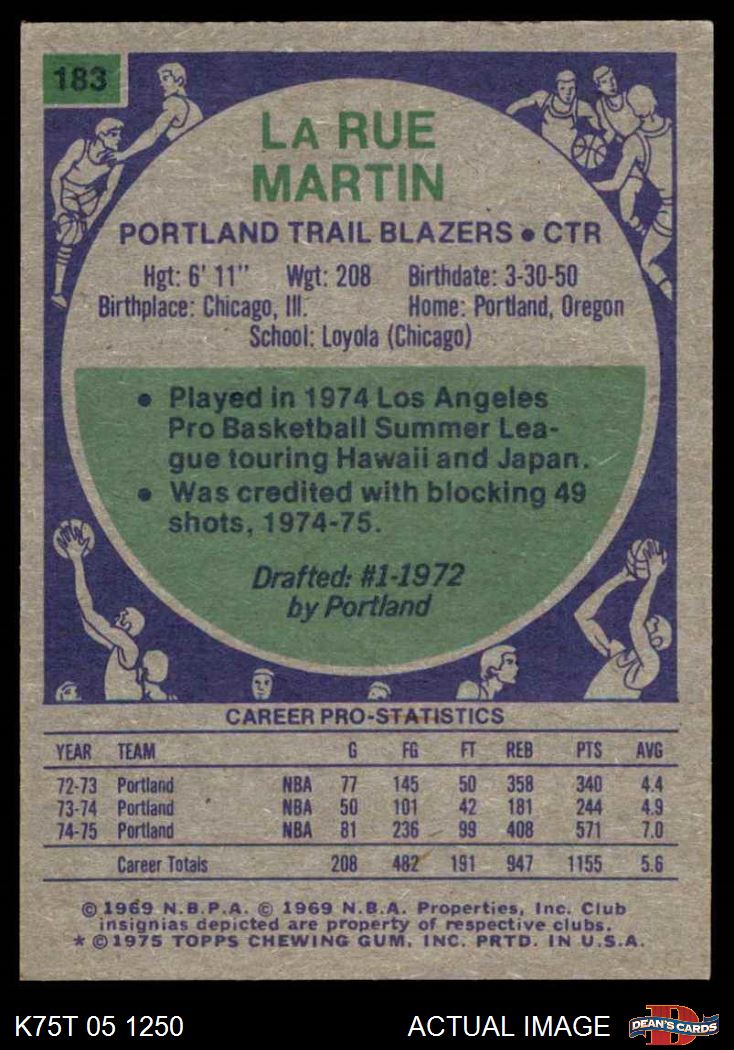 183
LA RUE
MARTIN
PORTLAND TRAIL BLAZERS • CTR
Hgt: 6' 11" Wgt: 208 Birthdate: 3-30-50
Birthplace: Chicago, Ill. Home: Portland, Oregon
School: Loyola (Chicago)
• Played in 1974 Los Angeles
Pro Basketball Summer Lea-
gue touring Hawaii and Japan.
• Was credited with blocking 49
shots, 1974-75.
Drafted: #1-1972
by Portland
CAREER PRO-STATISTICS
YEAR TEAM G FG FT REB PTS AVG
72-73 Portland NBA 77 145 50 358 340 4.4
73-74 Portland NBA 50 101 42 181 244 4.9
74-75 Portland NBA 81 236 99 408 571 7.0
Career Totals 208 482 191 947 1155 5.6
© 1969 N.B.P.A. © 1969 N.B.A. Properties, Inc. Club
insignias depicted are property of respective clubs.
* © 1975 TOPPS CHEWING GUM, INC. PRTD. IN U.S.A.
K75T 05 1250 ACTUAL IMAGE
D
DEAN'S CARDS